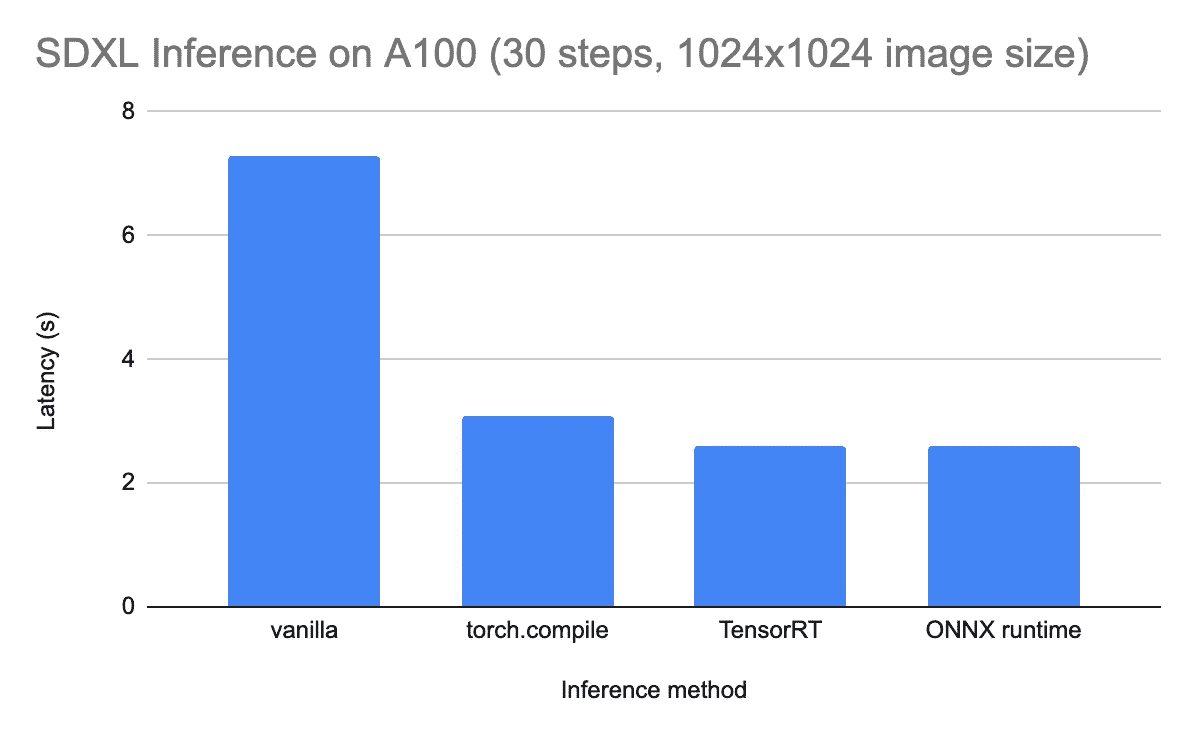 SDXL Inference on A100 (30 steps, 1024x1024 image size)
8
6
4
2
0
Latency (s)
vanilla
torch.compile
TensorRT
ONNX runtime
Inference method